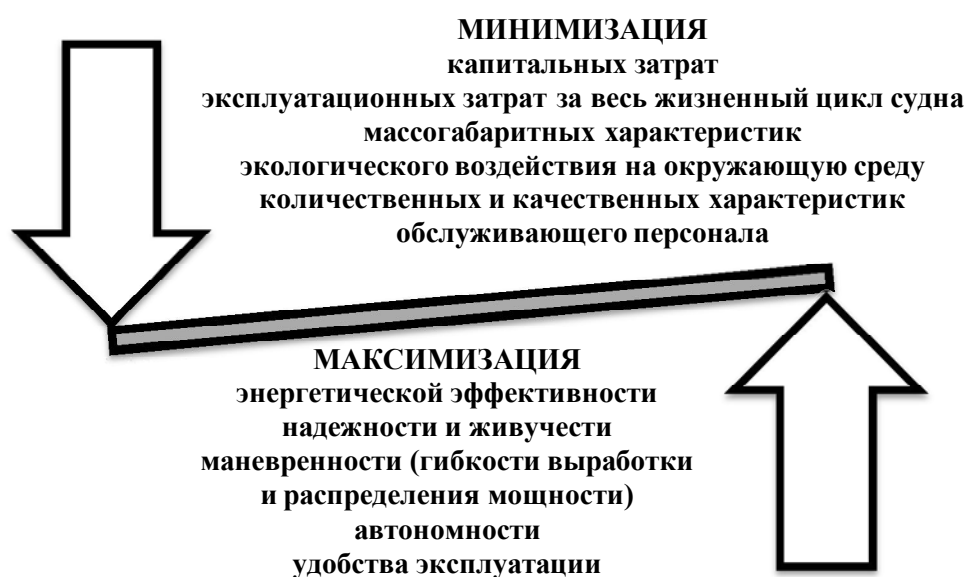 МИНИМИЗАЦИЯ
капитальных затрат
эксплуатационных затрат за весь жизненный цикл судна
массогабаритных характеристик
экологического воздействия на окружающую среду
количественных и качественных характеристик
обслуживающего персонала
МАКСИМИЗАЦИЯ
энергетической эффективности
надежности и живучести
маневренности (гибкости выработки
и распределения мощности)
автономности
удобства эксплуатации